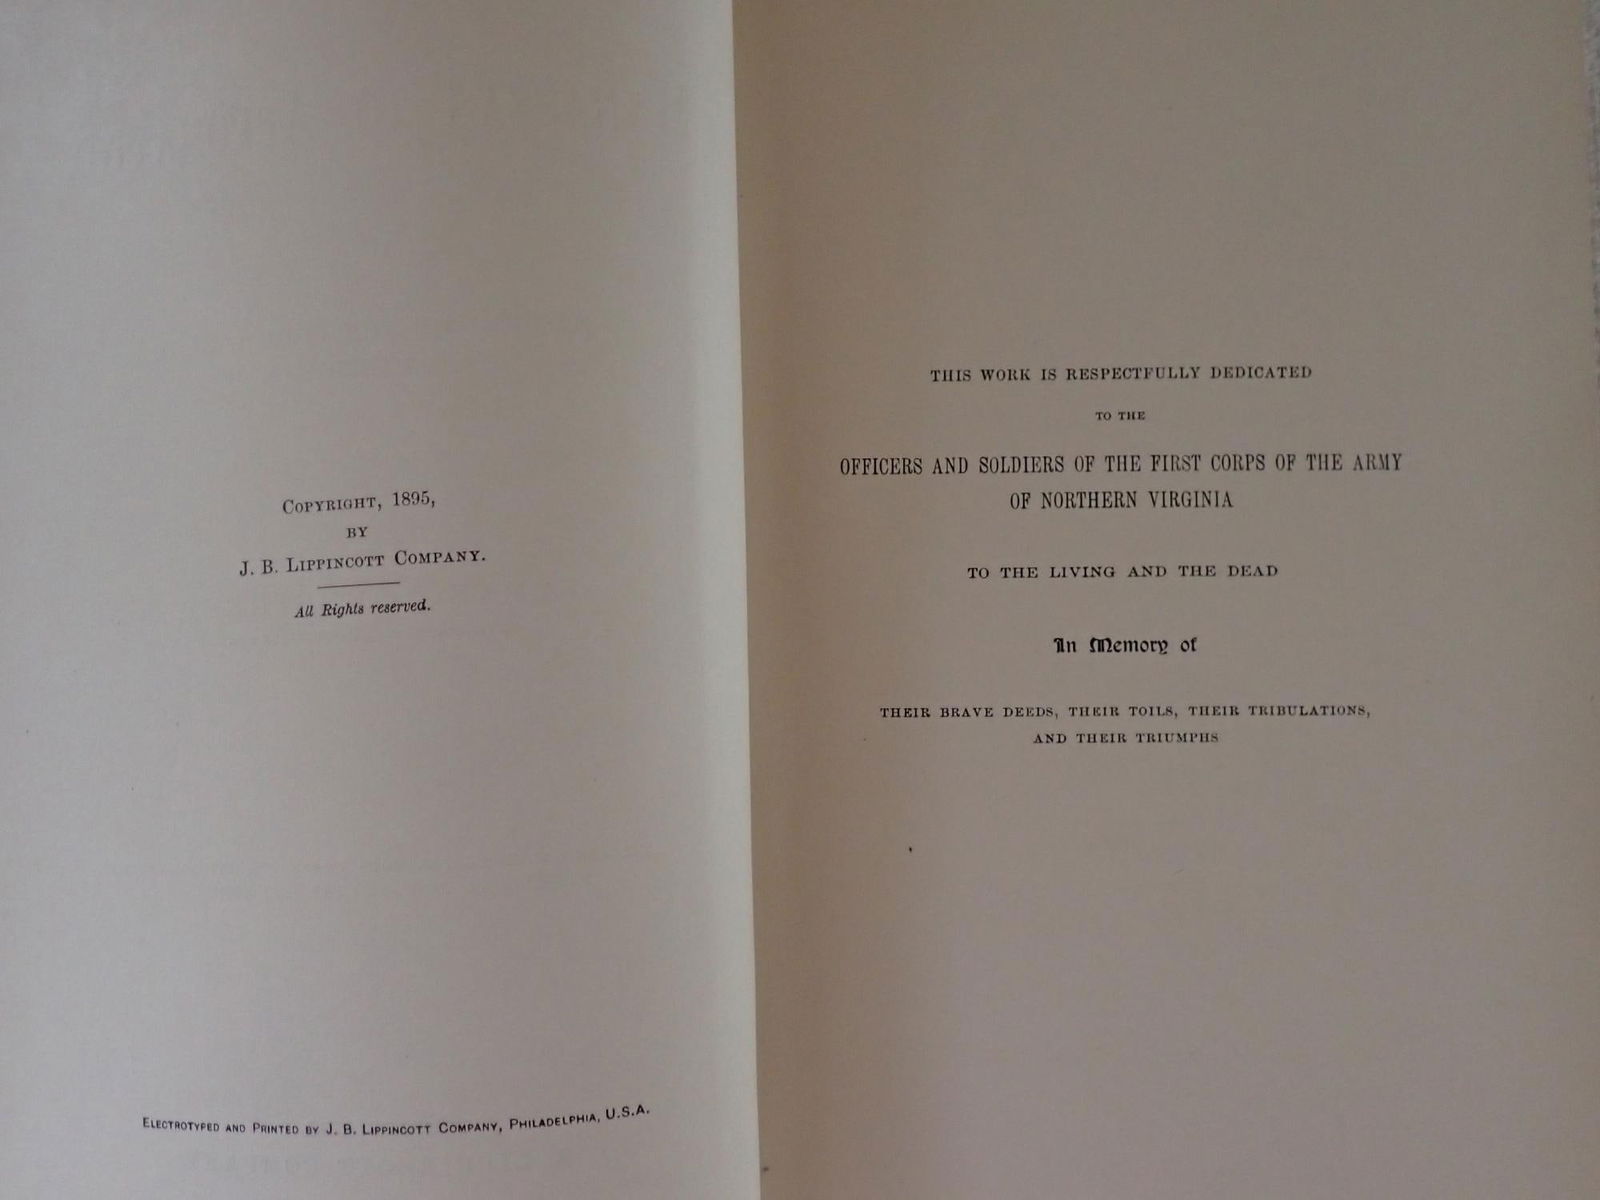 Copyright, 1895,
BY
J. B. Lippincott Company.
All Rights reserved.
Electrotyped and Printed by J. B. Lippincott Company, Philadelphia, U.S.A.
THIS WORK IS RESPECTFULLY DEDICATED
TO THE
OFFICERS AND SOLDIERS OF THE FIRST CORPS OF THE ARMY
OF NORTHERN VIRGINIA
TO THE LIVING AND THE DEAD
In Memory of
THEIR BRAVE DEEDS, THEIR TOILS, THEIR TRIBULATIONS,
AND THEIR TRIUMPHS